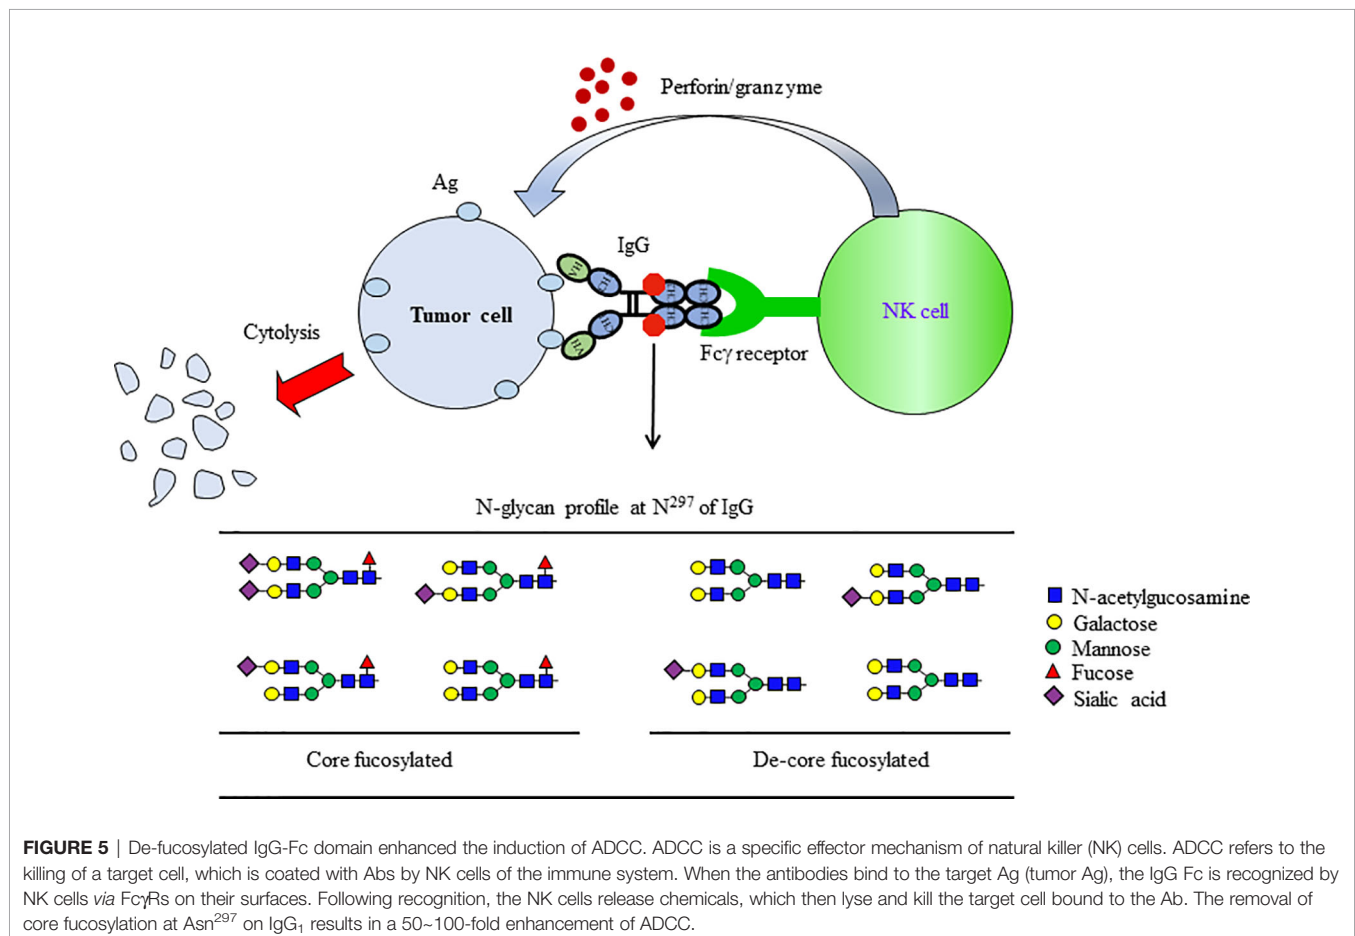 Perforin/granzyme
Ag
IgG
Tumor cell
NK cell
Cytolysis
Fcγ receptor
N-glycan profile at N²⁹⁷ of IgG
N-acetylgucosamine
Galactose
Mannose
Fucose
Sialic acid
Core fucosylated
De-core fucosylated
FIGURE 5 | De-fucosylated IgG-Fc domain enhanced the induction of ADCC. ADCC is a specific effector mechanism of natural killer (NK) cells. ADCC refers to the
killing of a target cell, which is coated with Abs by NK cells of the immune system. When the antibodies bind to the target Ag (tumor Ag), the IgG Fc is recognized by
NK cells via FcγRs on their surfaces. Following recognition, the NK cells release chemicals, which then lyse and kill the target cell bound to the Ab. The removal of
core fucosylation at Asn²⁹⁷ on IgG₁ results in a 50~100-fold enhancement of ADCC.